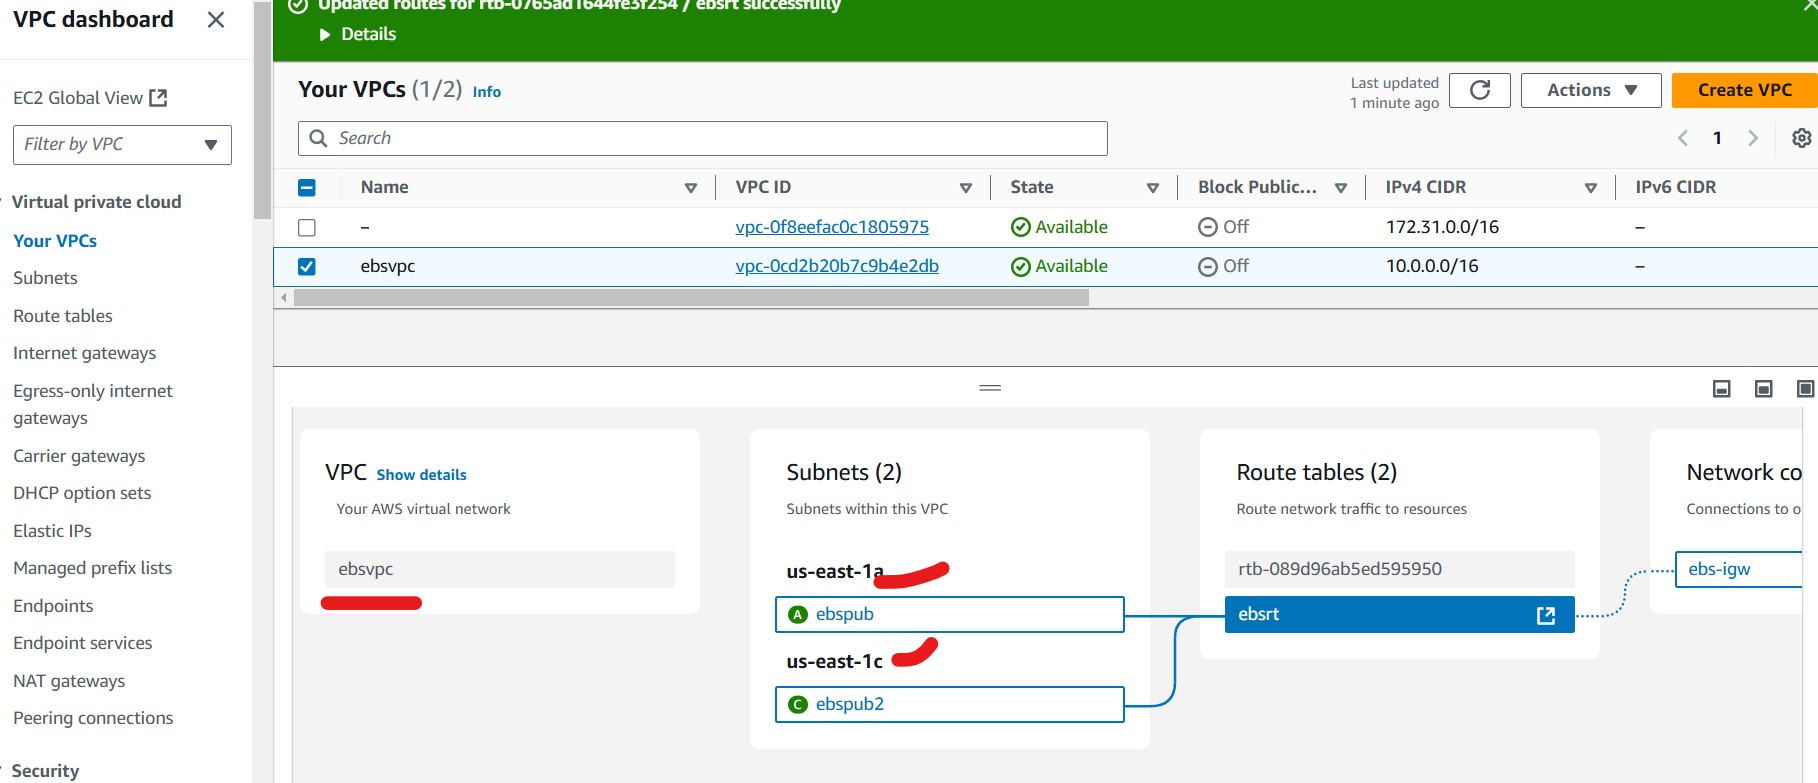 VPC dashboard
Updated routes for rtb-0765ad1644fe3f254 / ebsrt successfully
Details
EC2 Global View
Filter by VPC
Virtual private cloud
Your VPCs
Subnets
Route tables
Internet gateways
Egress-only internet
gateways
Carrier gateways
DHCP option sets
Elastic IPs
Managed prefix lists
Endpoints
Endpoint services
NAT gateways
Peering connections
Security
Your VPCs (1/2) Info
Last updated
1 minute ago
Actions
Create VPC
Search
1
Name VPC ID State Block Public... IPv4 CIDR IPv6 CIDR
– vpc-0f8eefac0c1805975 Available Off 172.31.0.0/16 –
ebsvpc vpc-0cd2b20b7c9b4e2db Available Off 10.0.0.0/16 –
VPC Show details
Your AWS virtual network
ebsvpc
Subnets (2)
Subnets within this VPC
us-east-1a
A ebspub
us-east-1c
C ebspub2
Route tables (2)
Route network traffic to resources
rtb-089d96ab5ed595950
ebsrt
Network co
Connections to o
ebs-igw